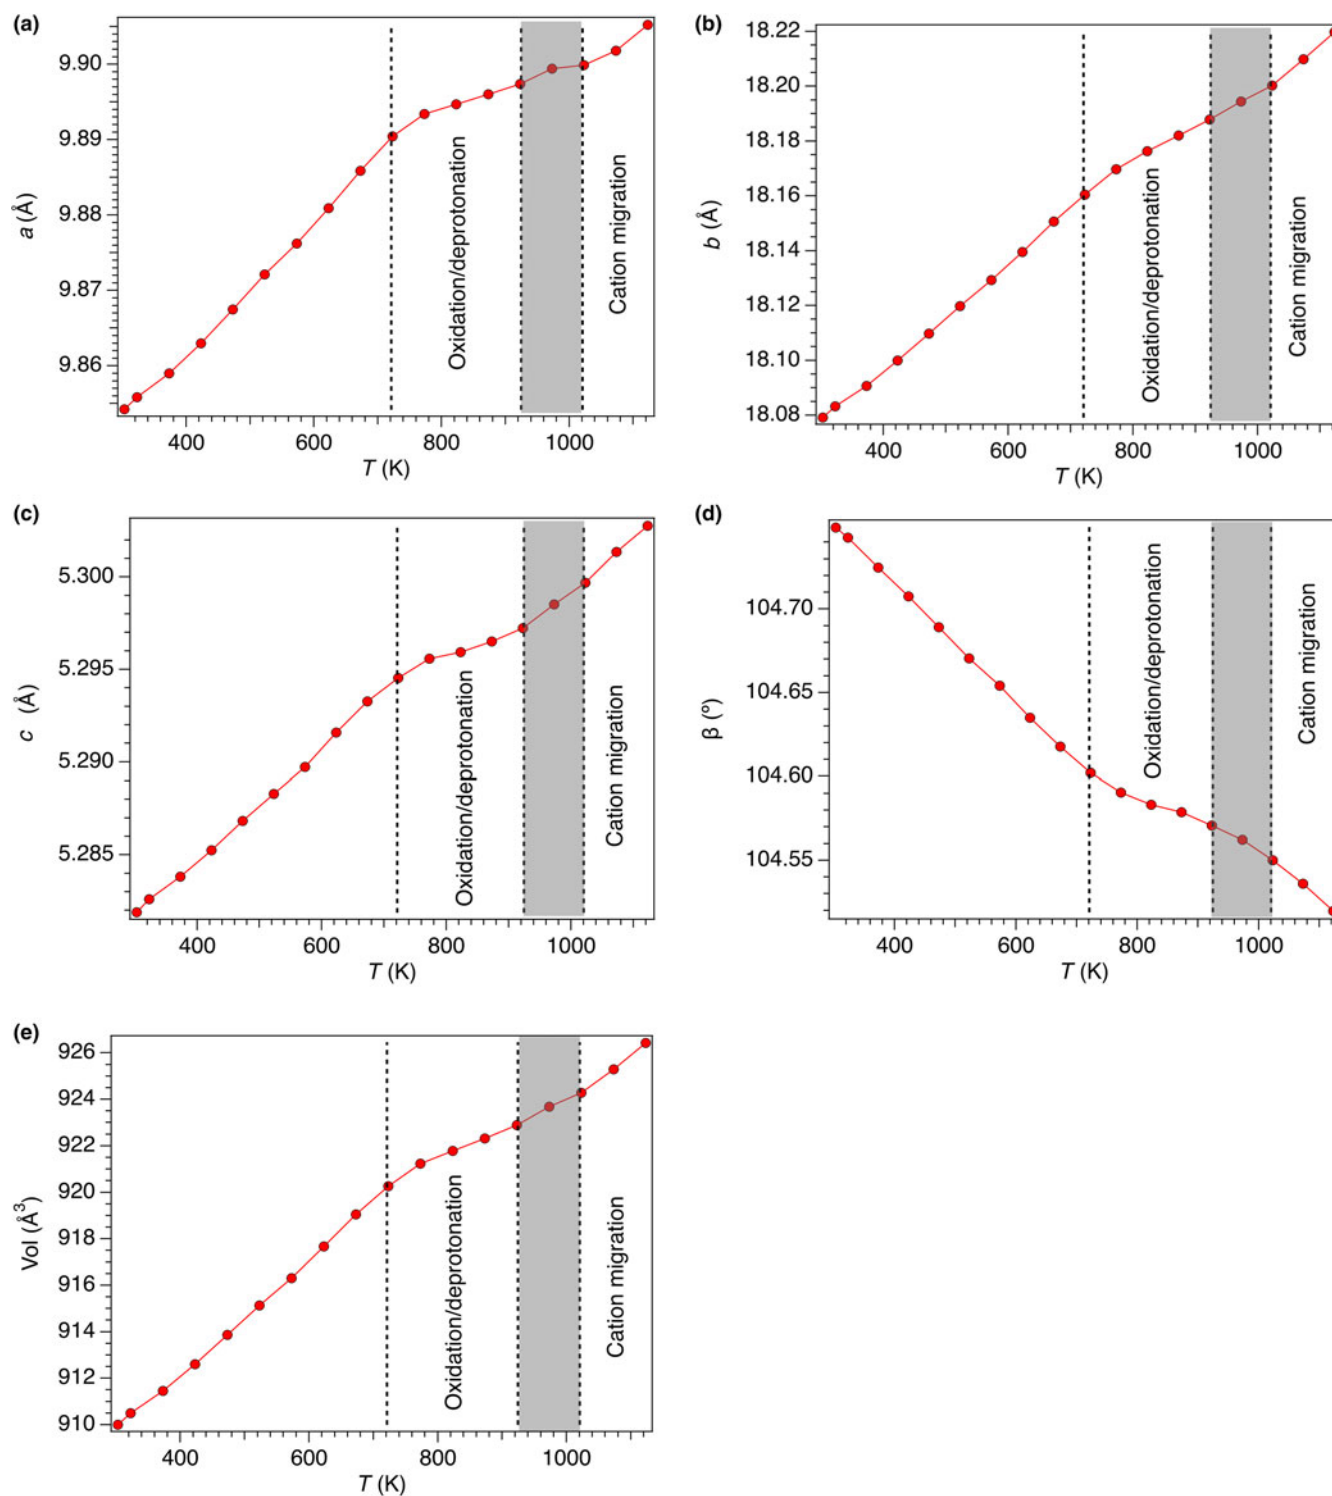 (a)
9.90
9.89
9.88
9.87
9.86
a (Å)
Oxidation/deprotonation
Cation migration
400 600 800 1000
T (K)
(b)
18.22
18.20
18.18
18.16
18.14
18.12
18.10
18.08
b (Å)
Oxidation/deprotonation
Cation migration
400 600 800 1000
T (K)
(c)
5.300
5.295
5.290
5.285
c (Å)
Oxidation/deprotonation
Cation migration
400 600 800 1000
T (K)
(d)
104.70
104.65
104.60
104.55
β (°)
Oxidation/deprotonation
Cation migration
400 600 800 1000
T (K)
(e)
926
924
922
920
918
916
914
912
910
Vol (Å³)
Oxidation/deprotonation
Cation migration
400 600 800 1000
T (K)